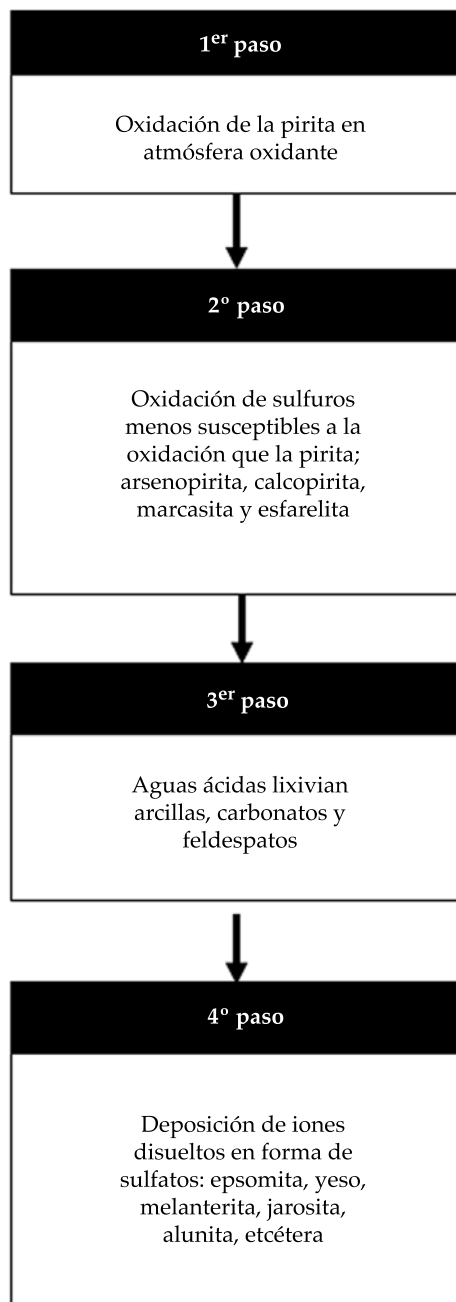 1er paso
Oxidación de la pirita en
atmósfera oxidante
2º paso
Oxidación de sulfuros
menos susceptibles a la
oxidación que la pirita;
arsenopirita, calcopirita,
marcasita y esfarelita
3er paso
Aguas ácidas lixivian
arcillas, carbonatos y
feldespatos
4º paso
Deposición de iones
disueltos en forma de
sulfatos: epsomita, yeso,
melanterita, jarosita,
alunita, etcétera